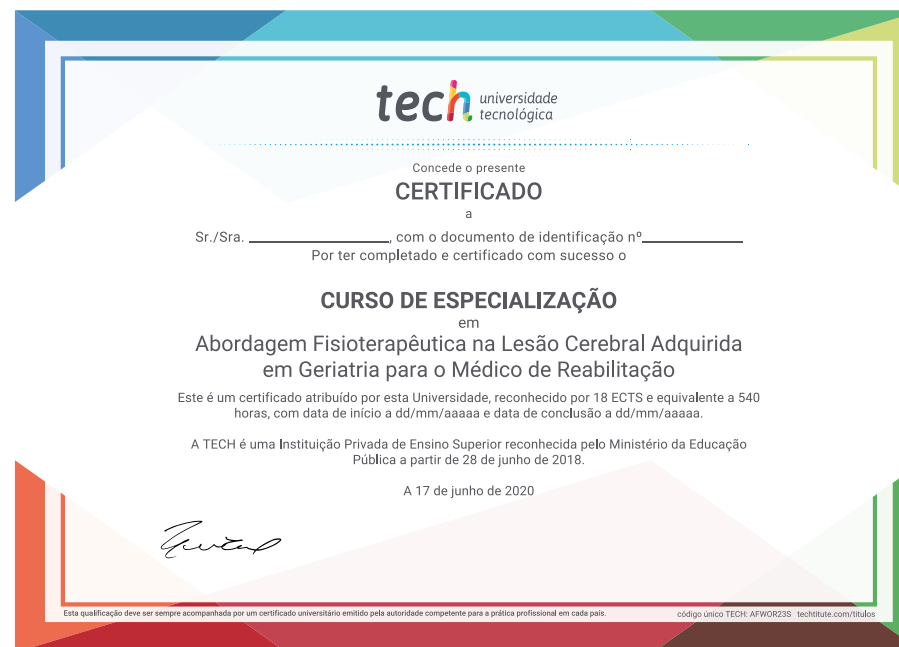 tech universidade
tecnológica
Concede o presente
CERTIFICADO
a
Sr./Sra. ____________________, com o documento de identificação nº______________
Por ter completado e certificado com sucesso o
CURSO DE ESPECIALIZAÇÃO
em
Abordagem Fisioterapêutica na Lesão Cerebral Adquirida
em Geriatria para o Médico de Reabilitação
Este é um certificado atribuído por esta Universidade, reconhecido por 18 ECTS e equivalente a 540
horas, com data de início a dd/mm/aaaaa e data de conclusão a dd/mm/aaaaa.
A TECH é uma Instituição Privada de Ensino Superior reconhecida pelo Ministério da Educação
Pública a partir de 28 de junho de 2018.
A 17 de junho de 2020
Esta qualificação deve ser sempre acompanhada por um certificado universitário emitido pela autoridade competente para a prática profissional em cada país.
código único TECH: AFWOR23S techtitute.com/titulos